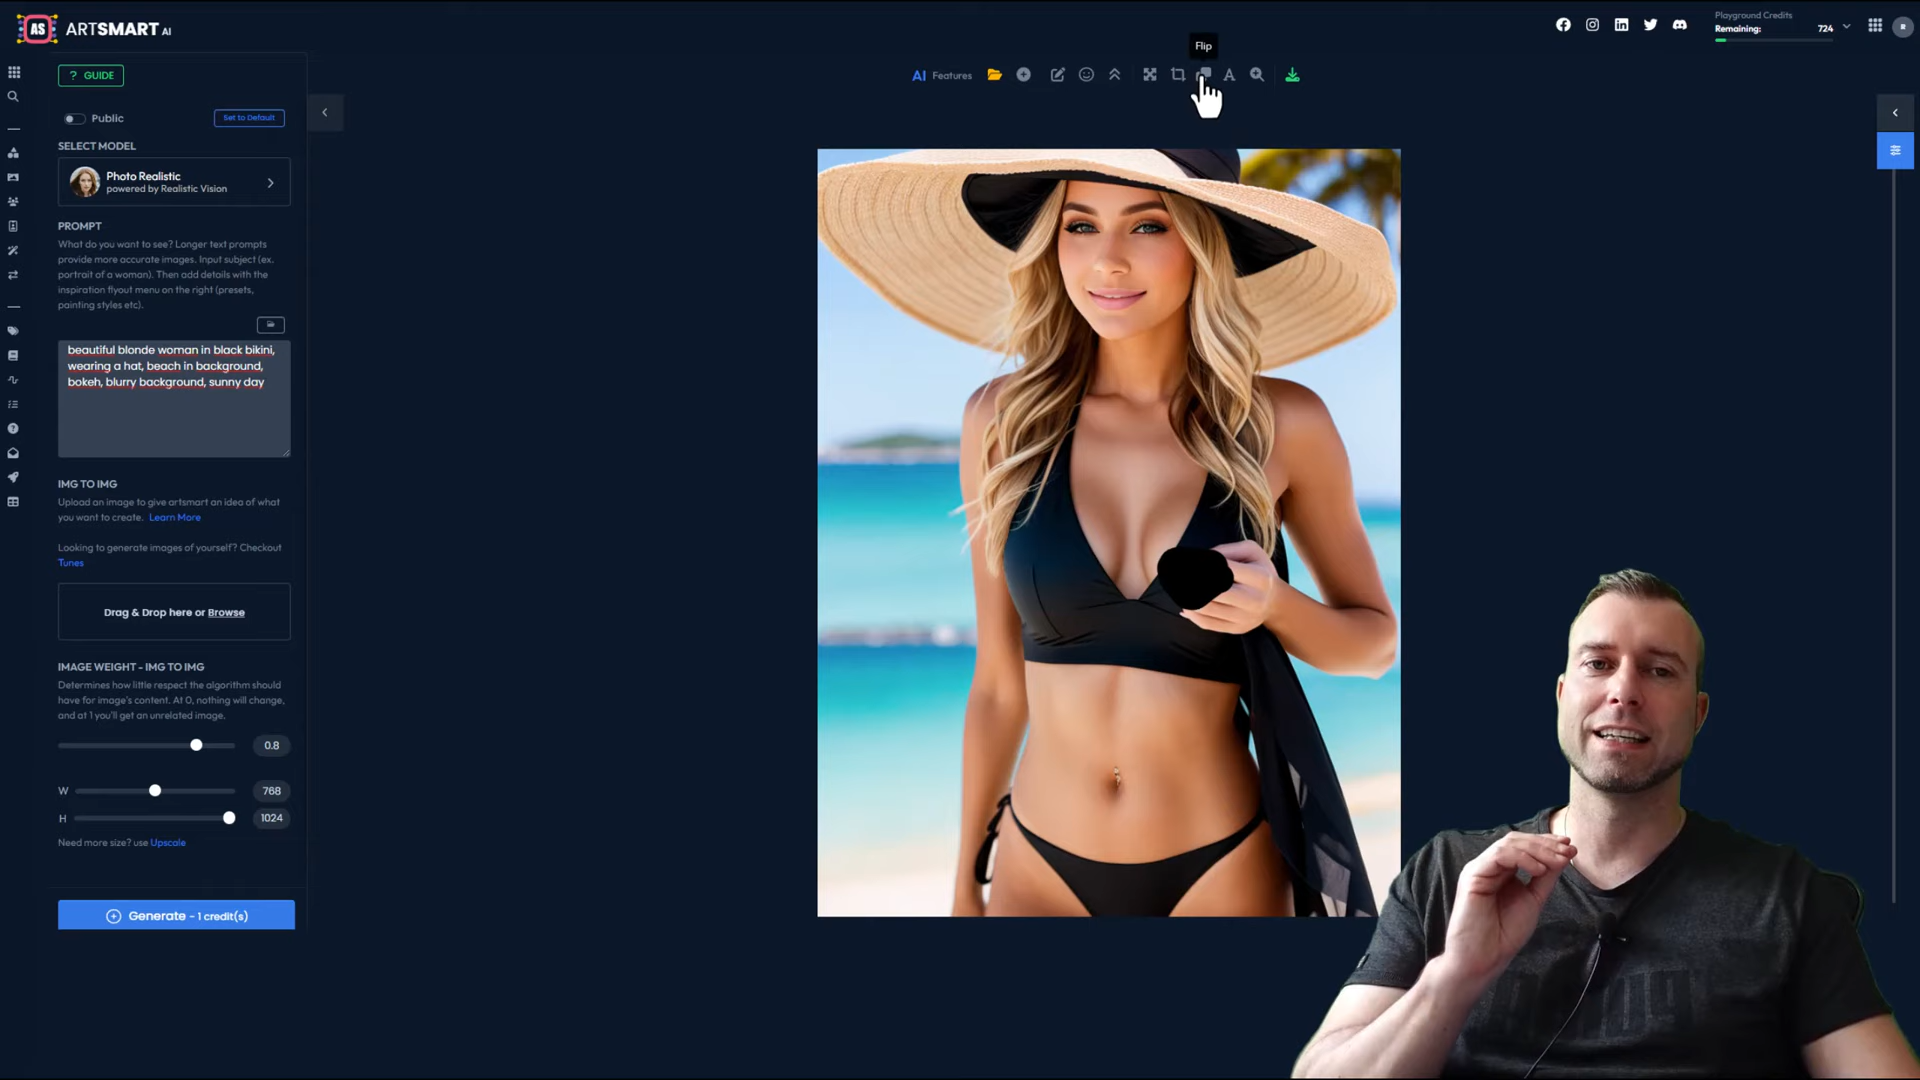 AS ARTSMART AI
Playground Credits
Remaining: 724
R
Flip
? GUIDE
AI Features
A
Public
Set to Default
SELECT MODEL
Photo Realistic
powered by Realistic Vision
PROMPT
What do you want to see? Longer text prompts
provide more accurate images. Input subject (ex.
portrait of a woman). Then add details with the
inspiration flyout menu on the right (presets,
painting styles etc).
beautiful blonde woman in black bikini,
wearing a hat, beach in background,
bokeh, blurry background, sunny day
IMG TO IMG
Upload an image to give artsmart an idea of what
you want to create. Learn More
Looking to generate images of yourself? Checkout
Tunes
Drag & Drop here or Browse
IMAGE WEIGHT - IMG TO IMG
Determines how little respect the algorithm should
have for image's content. At 0, nothing will change,
and at 1 you'll get an unrelated image.
0.8
W 768
H 1024
Need more size? use Upscale
Generate - 1 credit(s)